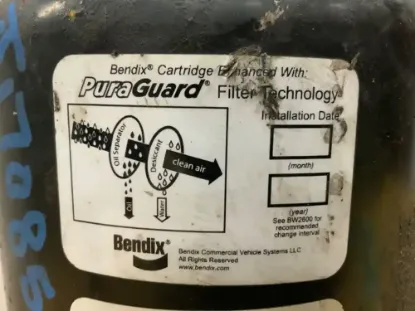 Bendix® Cartridge Enhanced With:
PuraGuard® Filter Technology
Installation Date
(month)
(year)
See BW2600 for
recommended
change interval
Oil Separator
Desiccant
clean air
Oil
Water
Bendix®
Bendix Commercial Vehicle Systems LLC
All Rights Reserved
www.bendix.com